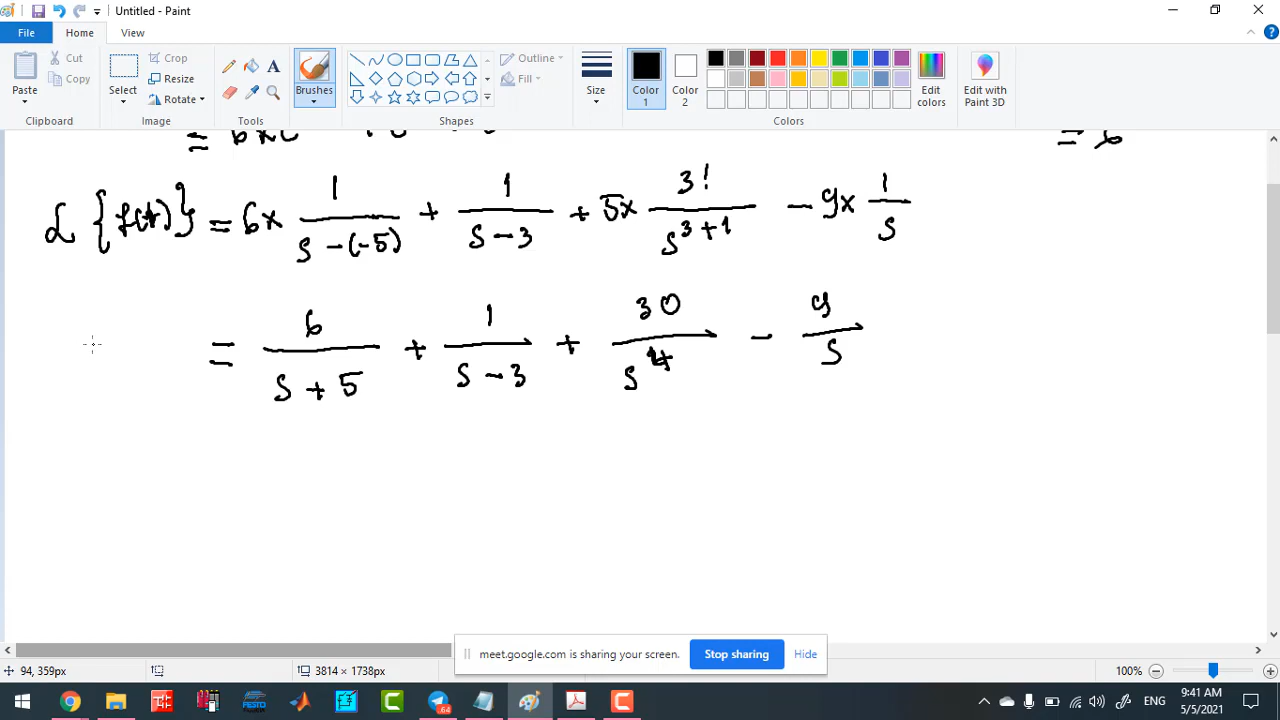 Untitled - Paint
File Home View
Paste Cut Copy Clipboard
Select Crop Resize Rotate Image
A Tools
Brushes
Outline Fill Shapes
Size
Color 1 Color 2 Edit colors Colors
Edit with Paint 3D
= 6
ℒ {f(t)} = 6x 1/(s-(-5)) + 1/(s-3) + 5x 3!/s^(3+1) - 9x 1/s
= 6/(s+5) + 1/(s-3) + 30/s^4 - 9/s
meet.google.com is sharing your screen. Stop sharing Hide
94, 359px 3814 × 1738px 100%
64 ENG 9:41 AM
5/5/2021